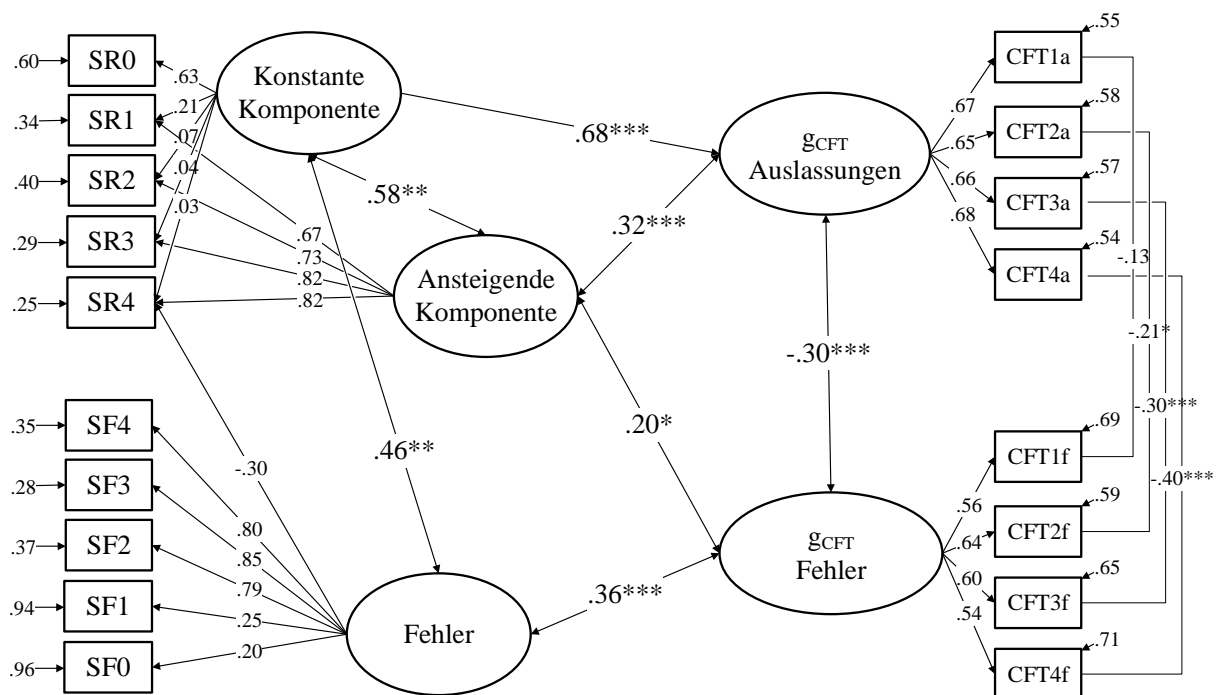 .60
SR0
.34
SR1
.40
SR2
.29
SR3
.25
SR4
.63
.21
.07
.04
.03
Konstante
Komponente
.58**
.67
.73
.82
.82
Ansteigende
Komponente
.68***
.32***
.20*
.46**
-.30
.35
SF4
.28
SF3
.37
SF2
.94
SF1
.96
SF0
.80
.85
.79
.25
.20
Fehler
.36***
gCFT
Auslassungen
-.30***
gCFT
Fehler
.67
.65
.66
.68
CFT1a
.55
CFT2a
.58
CFT3a
.57
CFT4a
.54
-.13
-.21*
-.30***
-.40***
.56
.64
.60
.54
CFT1f
.69
CFT2f
.59
CFT3f
.65
CFT4f
.71